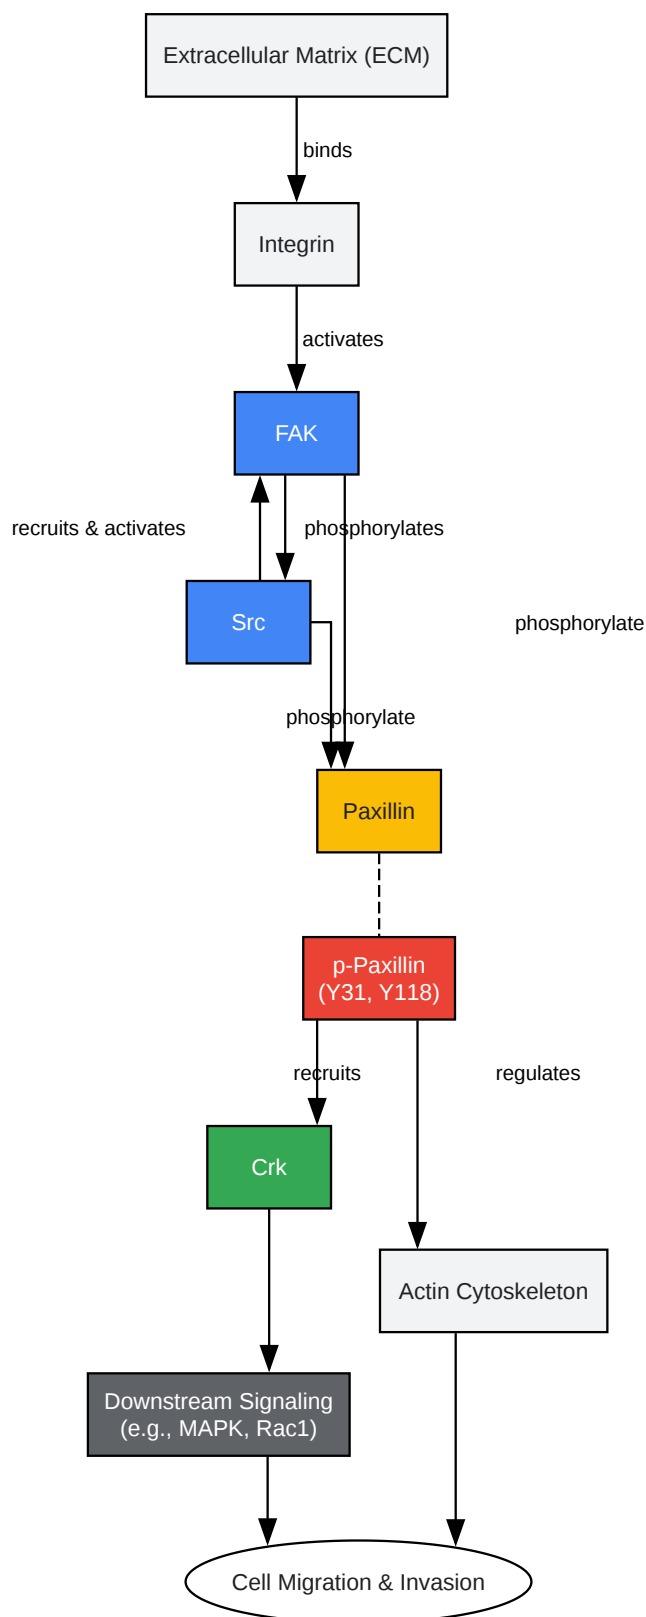 Extracellular Matrix (ECM)
binds
Integrin
activates
FAK
recruits & activates
phosphorylates
Src
phosphorylate
phosphorylate
Paxillin
p-Paxillin
(Y31, Y118)
recruits
regulates
Crk
Actin Cytoskeleton
Downstream Signaling
(e.g., MAPK, Rac1)
Cell Migration & Invasion